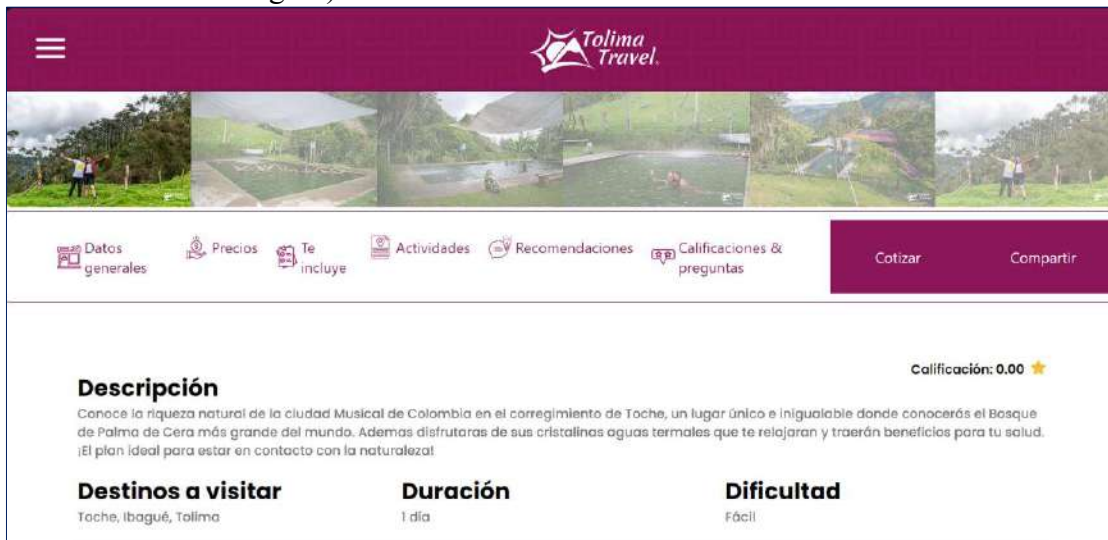 Tolima
Travel.
Datos
generales
Precios
Te
incluye
Actividades
Recomendaciones
Calificaciones &
preguntas
Cotizar
Compartir
Calificación: 0.00
Descripción
Conoce la riqueza natural de la ciudad Musical de Colombia en el corregimiento de Toche, un lugar único e inigualable donde conocerás el Bosque
de Palma de Cera más grande del mundo. Ademas disfrutaras de sus cristalinas aguas termales que te relajaran y traerán beneficios para tu salud.
¡El plan ideal para estar en contacto con la naturaleza!
Destinos a visitar
Duración
Dificultad
Toche, Ibagué, Tolima
1 día
Fácil